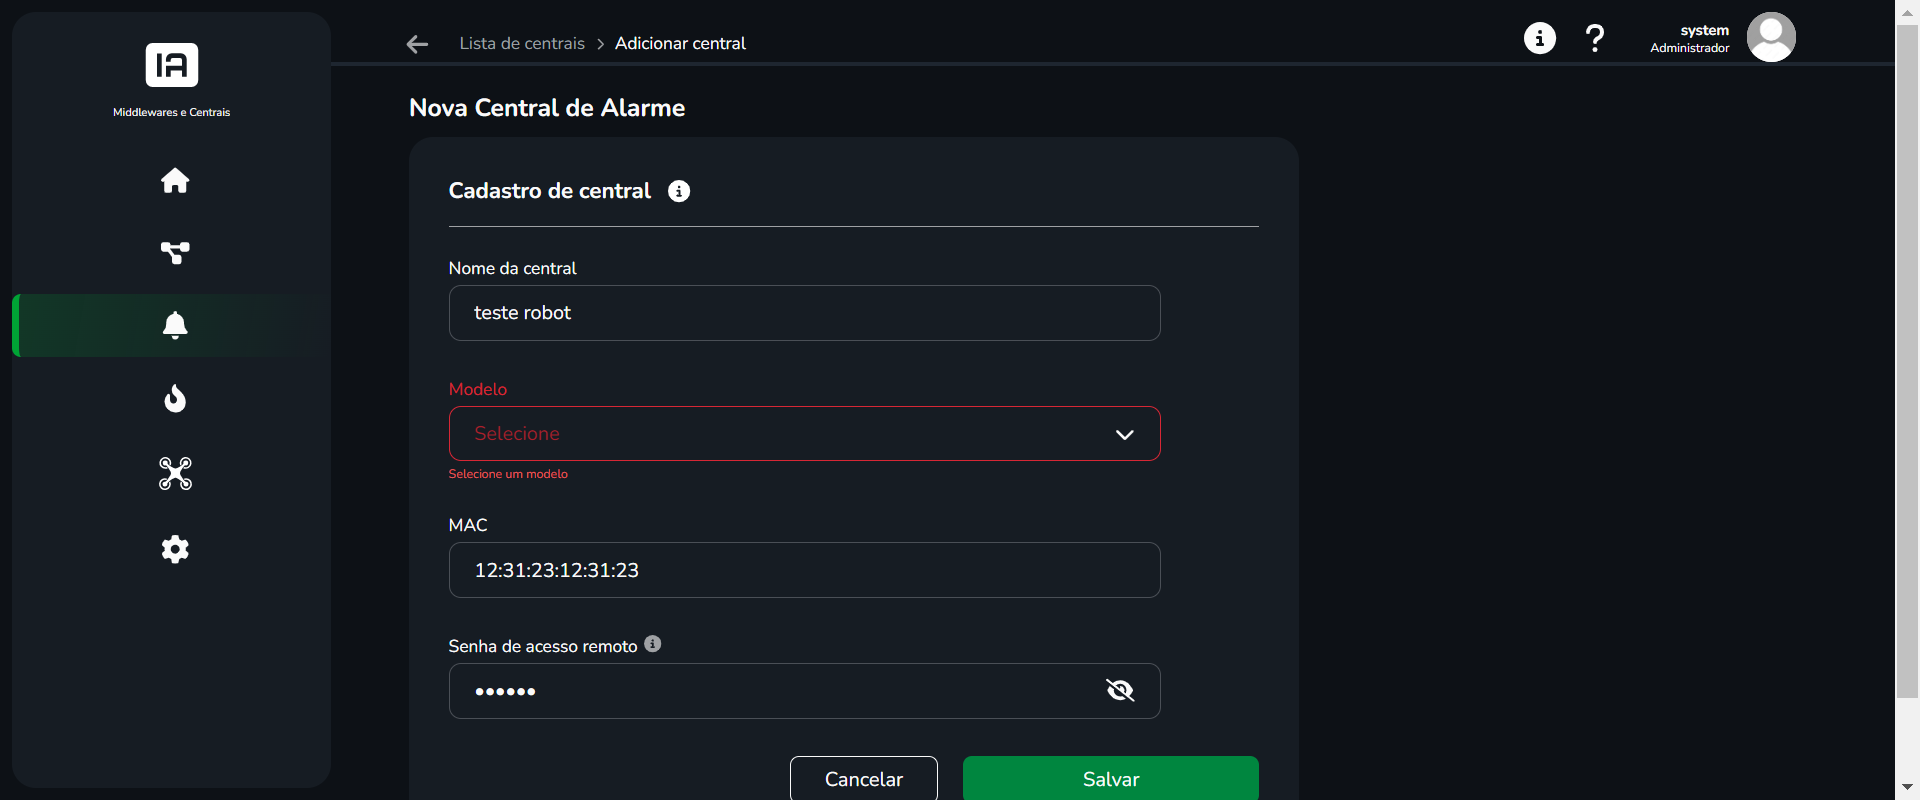 IA
Middlewares e Centrais
Lista de centrais > Adicionar central
system
Administrador
Nova Central de Alarme
Cadastro de central
Nome da central
teste robot
Modelo
Selecione
Selecione um modelo
MAC
12:31:23:12:31:23
Senha de acesso remoto
••••••
Cancelar
Salvar